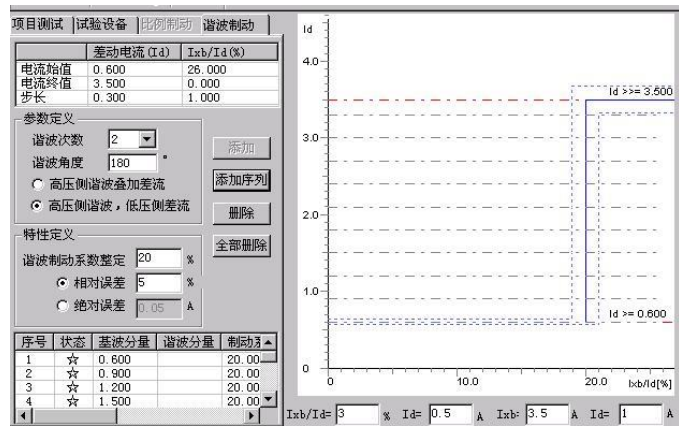 项目测试 试验设备 比例制动 谐波制动
差动电流(Id) Ixb/Id(%)
电流始值 0.600 26.000
电流终值 3.500 0.000
步长 0.300 1.000
参数定义
谐波次数 2
谐波角度 180 °
高压侧谐波叠加差流
高压侧谐波，低压侧差流
添加
添加序列
删除
全部删除
特性定义
谐波制动系数整定 20 %
相对误差 5 %
绝对误差 0.05 A
序号 状态 基波分量 谐波分量 制动
1 ☆ 0.600 20.00
2 ☆ 0.900 20.00
3 ☆ 1.200 20.00
4 ☆ 1.500 20.00
Id
4.0
3.0
2.0
1.0
0
Id >>= 3.500
Id >= 0.600
0 10.0 20.0 Ixb/Id[%]
Ixb/Id= 3 % Id= 0.5 A Ixb= 3.5 A Id= 1 A